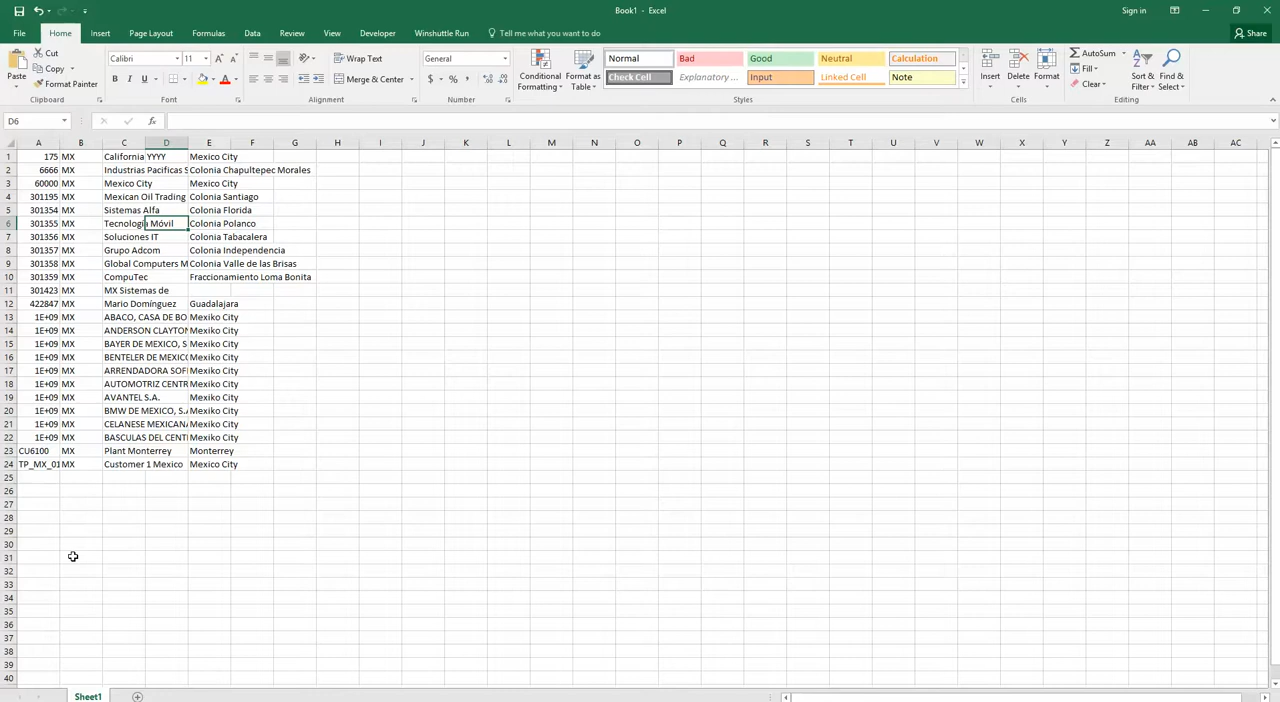 Book1 - Excel
Sign in
File Home Insert Page Layout Formulas Data Review View Developer Winshuttle Run Tell me what you want to do Share
Paste Cut Copy Format Painter Clipboard
Calibri 11 B I U Font
Wrap Text Merge & Center Alignment
General $ % , Number
Conditional Formatting Format as Table
Normal Bad Good Neutral Calculation
Check Cell Explanatory ... Input Linked Cell Note
Styles
Insert Delete Format Cells
AutoSum Fill Clear Sort & Filter Find & Select Editing
D6 fx
A B C D E F G H I J K L M N O P Q R S T U V W X Y Z AA AB AC
1 175 MX California YYYY Mexico City
2 6666 MX Industrias Pacificas S Colonia Chapultepec Morales
3 60000 MX Mexico City Mexico City
4 301195 MX Mexican Oil Trading Colonia Santiago
5 301354 MX Sistemas Alfa Colonia Florida
6 301355 MX Tecnología Móvil Colonia Polanco
7 301356 MX Soluciones IT Colonia Tabacalera
8 301357 MX Grupo Adcom Colonia Independencia
9 301358 MX Global Computers M Colonia Valle de las Brisas
10 301359 MX CompuTec Fraccionamiento Loma Bonita
11 301423 MX MX Sistemas de
12 422847 MX Mario Domínguez Guadalajara
13 1E+09 MX ABACO, CASA DE BO Mexiko City
14 1E+09 MX ANDERSON CLAYTON Mexiko City
15 1E+09 MX BAYER DE MEXICO, S Mexiko City
16 1E+09 MX BENTELER DE MEXICO Mexiko City
17 1E+09 MX ARRENDADORA SOF Mexiko City
18 1E+09 MX AUTOMOTRIZ CENTR Mexiko City
19 1E+09 MX AVANTEL S.A. Mexiko City
20 1E+09 MX BMW DE MEXICO, S.A Mexiko City
21 1E+09 MX CELANESE MEXICANA Mexiko City
22 1E+09 MX BASCULAS DEL CENT Mexiko City
23 CU6100 MX Plant Monterrey Monterrey
24 TP_MX_01 MX Customer 1 Mexico Mexico City
25
26
27
28
29
30
31
32
33
34
35
36
37
38
39
40
Sheet1